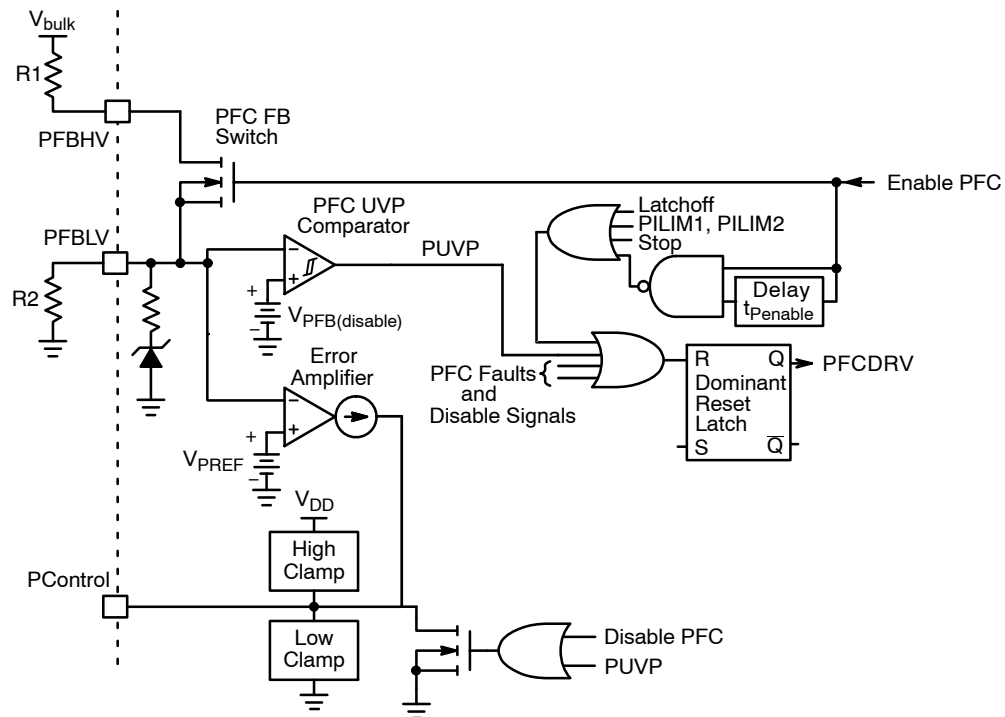 Vbulk
R1
PFBHV
PFC FB
Switch
Enable PFC
PFBLV
PFC UVP
Comparator
PUVP
Latchoff
PILIM1, PILIM2
Stop
Delay
tPenable
R2
−
+
+
−
VPFB(disable)
Error
Amplifier
PFC Faults
and
Disable Signals
R Q
PFCDRV
Dominant
Reset
Latch
S Q
−
+
+
−
VPREF
VDD
High
Clamp
PControl
Low
Clamp
Disable PFC
PUVP